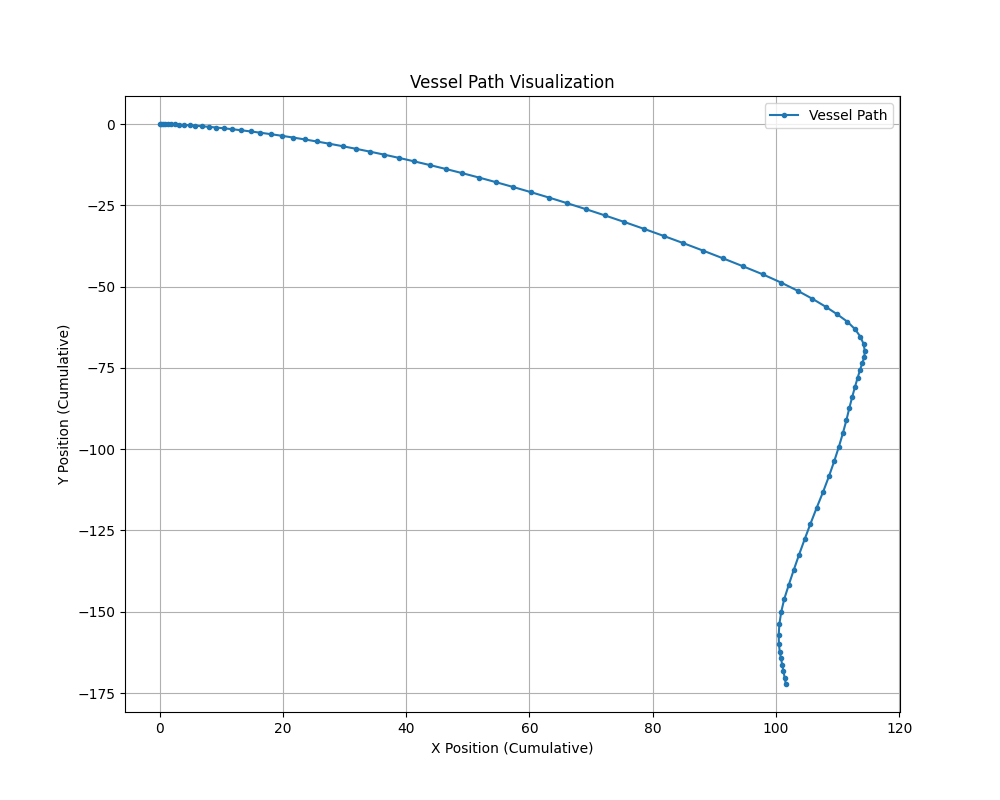 Vessel Path Visualization
Vessel Path
Y Position (Cumulative)
0
−25
−50
−75
−100
−125
−150
−175
0 20 40 60 80 100 120
X Position (Cumulative)